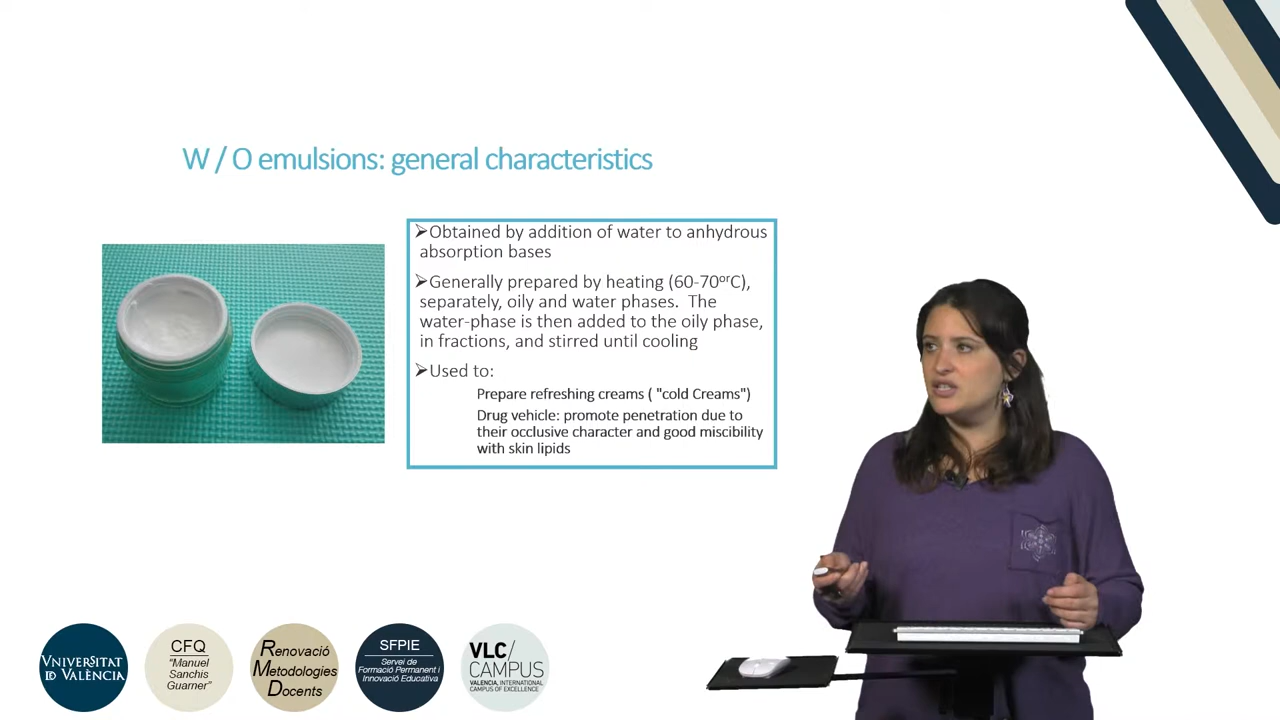 W / O emulsions: general characteristics
➢Obtained by addition of water to anhydrous
absorption bases
➢Generally prepared by heating (60-70ºrC),
separately, oily and water phases. The
water-phase is then added to the oily phase,
in fractions, and stirred until cooling
➢Used to:
Prepare refreshing creams ( "cold Creams")
Drug vehicle: promote penetration due to
their occlusive character and good miscibility
with skin lipids
VNIVERSITAT
ID VALÈNCIA
CFQ
"Manuel
Sanchis
Guarner"
Renovació
Metodologies
Docents
SFPIE
Servei de
Formació Permanent i
Innovació Educativa
VLC/
CAMPUS
VALENCIA, INTERNATIONAL
CAMPUS OF EXCELLENCE